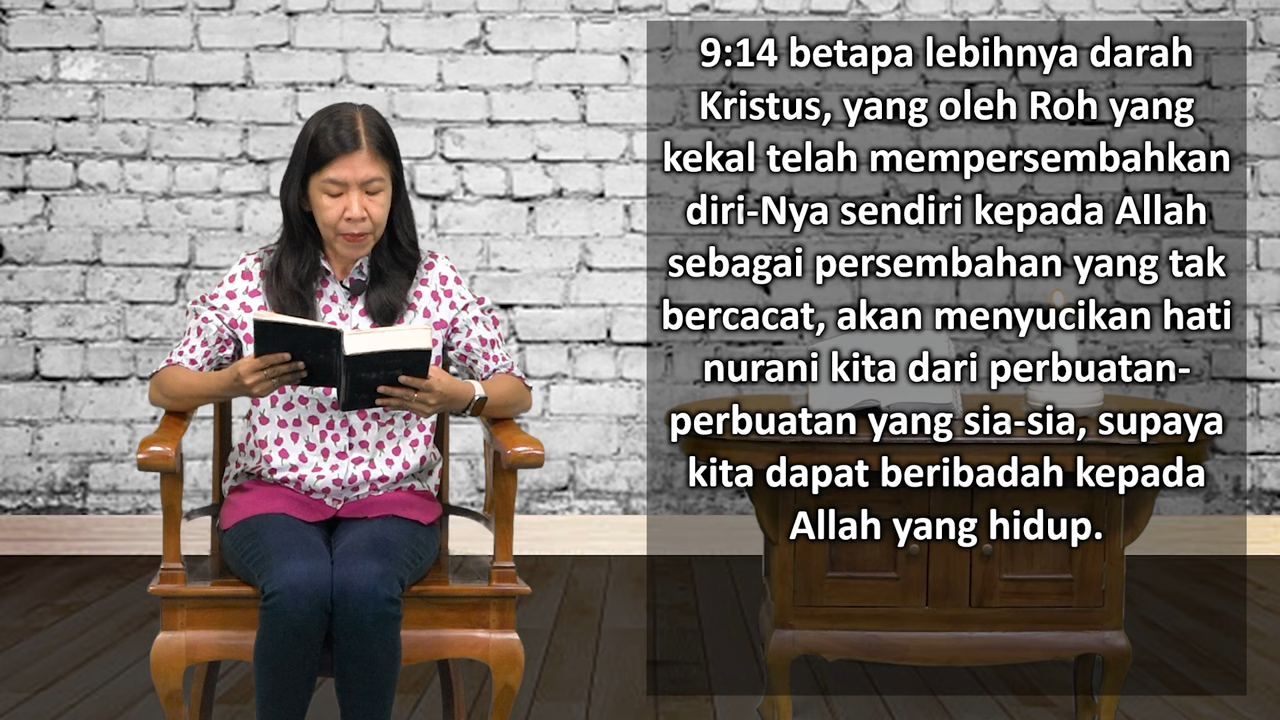 9:14 betapa lebihnya darah
Kristus, yang oleh Roh yang
kekal telah mempersembahkan
diri-Nya sendiri kepada Allah
sebagai persembahan yang tak
bercacat, akan menyucikan hati
nurani kita dari perbuatan-
perbuatan yang sia-sia, supaya
kita dapat beribadah kepada
Allah yang hidup.